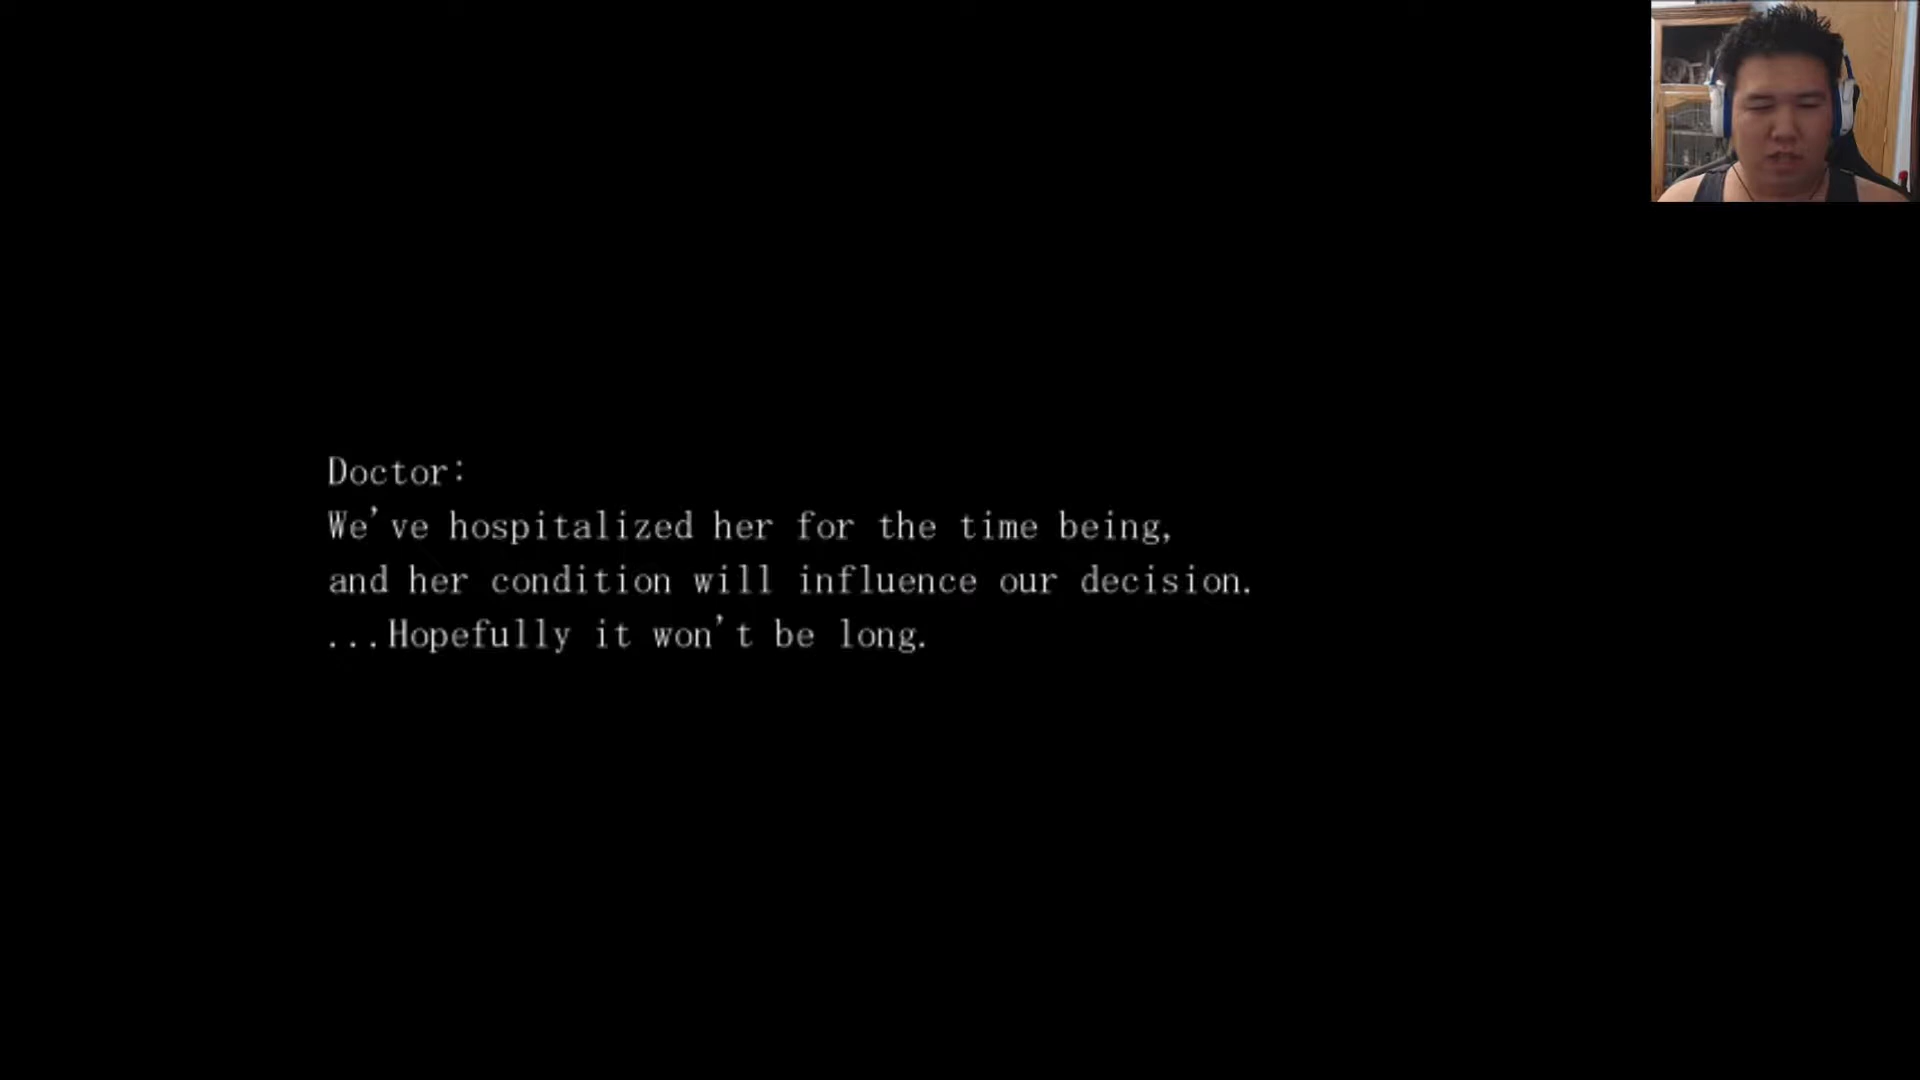 Doctor:
We've hospitalized her for the time being,
and her condition will influence our decision.
...Hopefully it won't be long.